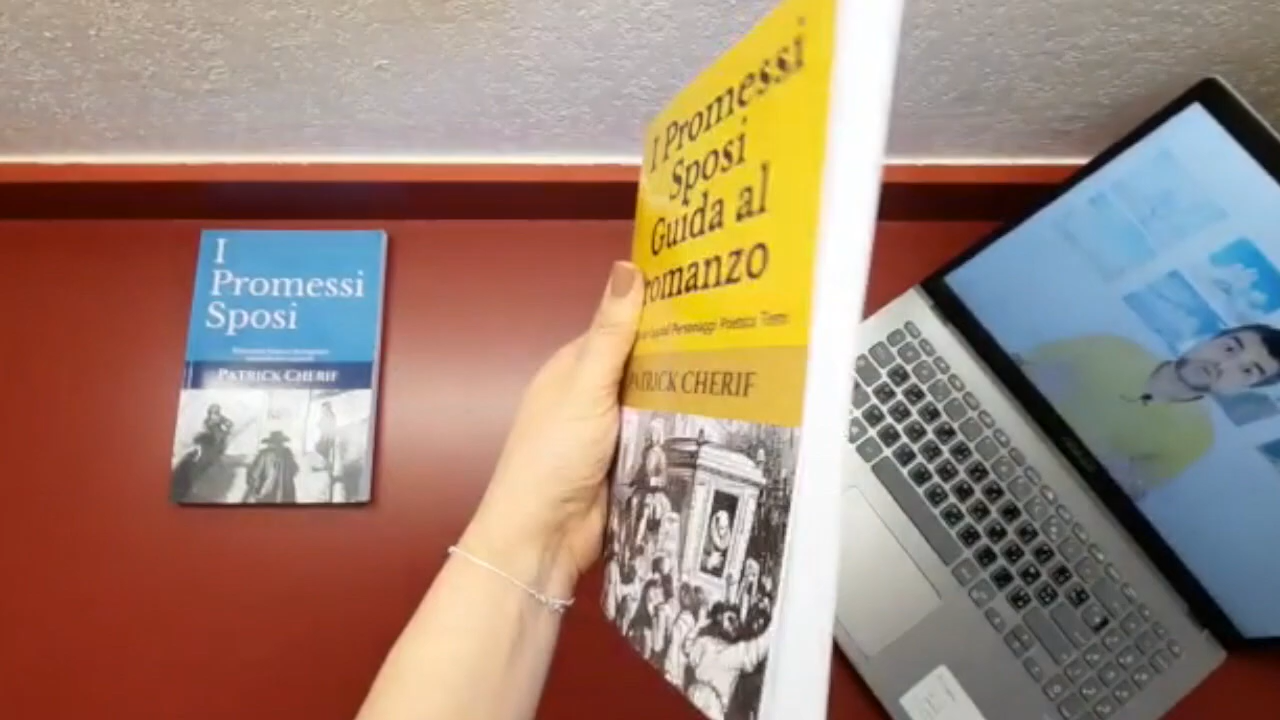 I
Promessi
Sposi
PATRICK CHERIF
I Promessi
Sposi
Guida al
romanzo
Personaggi Poetica Temi
PATRICK CHERIF